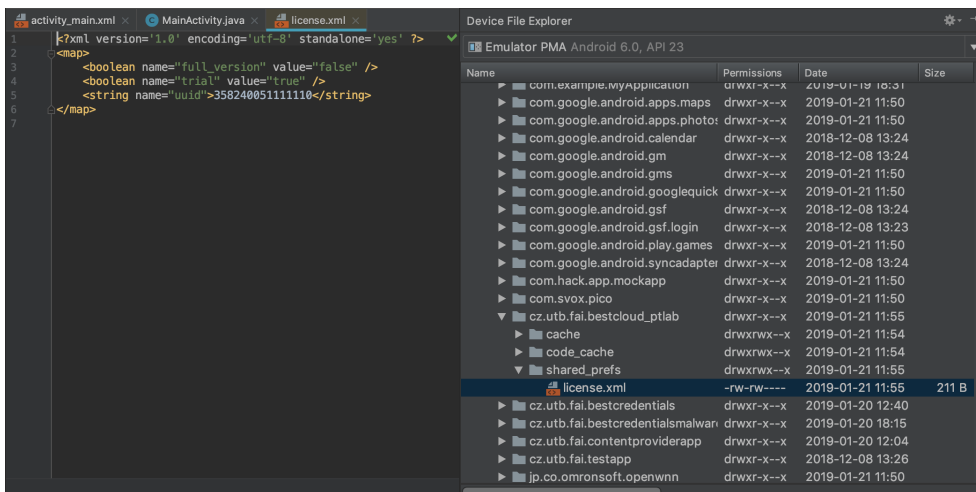 activity_main.xml × MainActivity.java × license.xml ×
1 <?xml version='1.0' encoding='utf-8' standalone='yes' ?>
2 <map>
3 <boolean name="full_version" value="false" />
4 <boolean name="trial" value="true" />
5 <string name="uuid">358240051111110</string>
6 </map>
7
Device File Explorer
Emulator PMA Android 6.0, API 23
Name Permissions Date Size
com.example.MyApplication drwxr-x--x 2019-01-19 18:31
com.google.android.apps.maps drwxr-x--x 2019-01-21 11:50
com.google.android.apps.photos drwxr-x--x 2019-01-21 11:50
com.google.android.calendar drwxr-x--x 2018-12-08 13:24
com.google.android.gm drwxr-x--x 2018-12-08 13:24
com.google.android.gms drwxr-x--x 2019-01-21 11:50
com.google.android.googlequick drwxr-x--x 2019-01-21 11:50
com.google.android.gsf drwxr-x--x 2018-12-08 13:24
com.google.android.gsf.login drwxr-x--x 2018-12-08 13:23
com.google.android.play.games drwxr-x--x 2019-01-21 11:50
com.google.android.syncadapter drwxr-x--x 2018-12-08 13:24
com.hack.app.mockapp drwxr-x--x 2019-01-21 11:50
com.svox.pico drwxr-x--x 2019-01-21 11:50
cz.utb.fai.bestcloud_ptlab drwxr-x--x 2019-01-21 11:55
cache drwxrwx--x 2019-01-21 11:54
code_cache drwxrwx--x 2019-01-21 11:54
shared_prefs drwxrwx--x 2019-01-21 11:55
license.xml -rw-rw---- 2019-01-21 11:55 211 B
cz.utb.fai.bestcredentials drwxr-x--x 2019-01-20 12:40
cz.utb.fai.bestcredentialsmalware drwxr-x--x 2019-01-20 18:15
cz.utb.fai.contentproviderapp drwxr-x--x 2019-01-20 12:04
cz.utb.fai.testapp drwxr-x--x 2018-12-08 13:26
jp.co.omronsoft.openwnn drwxr-x--x 2019-01-21 11:50